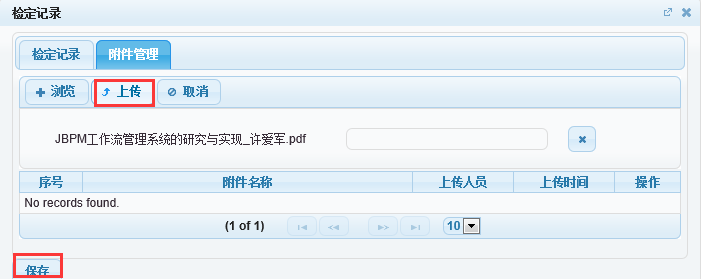 检定记录
检定记录 附件管理
浏览 上传 取消
JBPM工作流管理系统的研究与实现_许爱军.pdf
序号 附件名称 上传人员 上传时间 操作
No records found.
(1 of 1) 10
保存